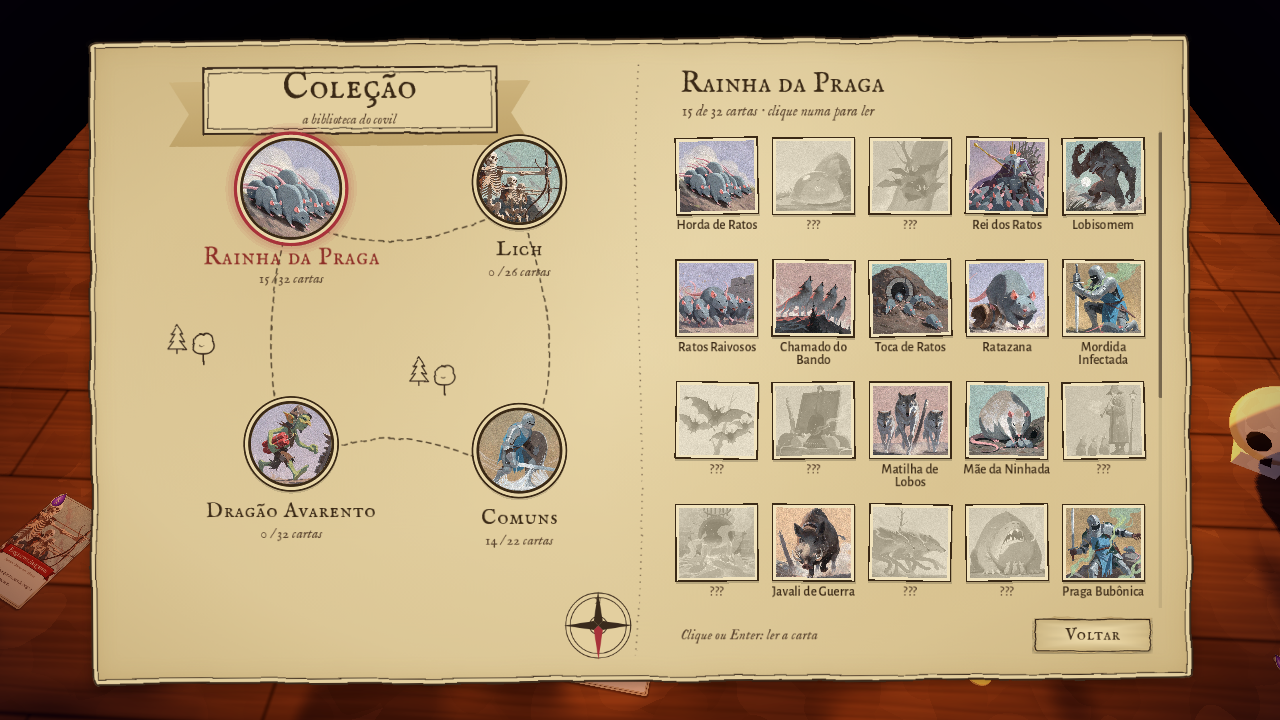 Coleção
a biblioteca do covil
Rainha da Praga
15/32 cartas
Lich
0/26 cartas
Dragão Avarento
0/32 cartas
Comuns
14/22 cartas
Rainha da Praga
15 de 32 cartas · clique numa para ler
Horda de Ratos
???
???
Rei dos Ratos
Lobisomem
Ratos Raivosos
Chamado do
Bando
Toca de Ratos
Ratazana
Mordida
Infectada
???
???
Matilha de
Lobos
Mãe da Ninhada
???
???
Javali de Guerra
???
???
Praga Bubônica
Clique ou Enter: ler a carta
Voltar